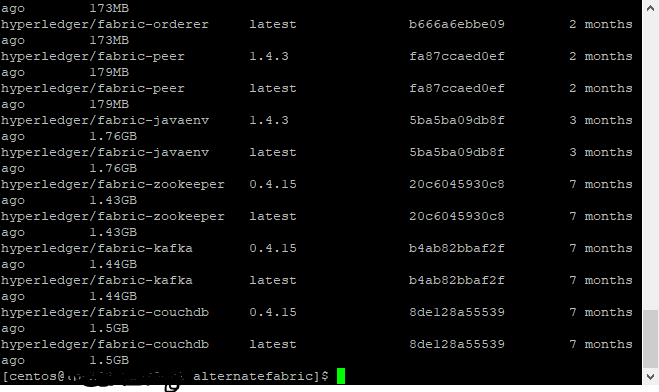 ago 173MB
hyperledger/fabric-orderer latest b666a6ebbe09 2 months
ago 173MB
hyperledger/fabric-peer 1.4.3 fa87ccaed0ef 2 months
ago 179MB
hyperledger/fabric-peer latest fa87ccaed0ef 2 months
ago 179MB
hyperledger/fabric-javaenv 1.4.3 5ba5ba09db8f 3 months
ago 1.76GB
hyperledger/fabric-javaenv latest 5ba5ba09db8f 3 months
ago 1.76GB
hyperledger/fabric-zookeeper 0.4.15 20c6045930c8 7 months
ago 1.43GB
hyperledger/fabric-zookeeper latest 20c6045930c8 7 months
ago 1.43GB
hyperledger/fabric-kafka 0.4.15 b4ab82bbaf2f 7 months
ago 1.44GB
hyperledger/fabric-kafka latest b4ab82bbaf2f 7 months
ago 1.44GB
hyperledger/fabric-couchdb 0.4.15 8de128a55539 7 months
ago 1.5GB
hyperledger/fabric-couchdb latest 8de128a55539 7 months
ago 1.5GB
[centos@ alternatefabric]$